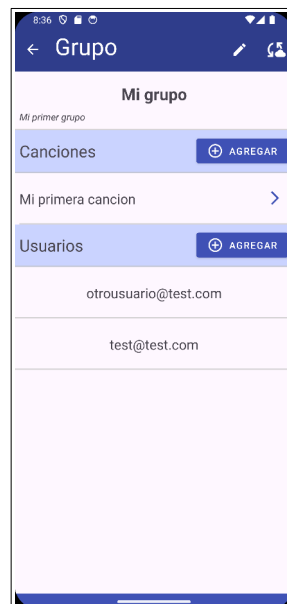 8:36
Grupo
Mi grupo
Mi primer grupo
Canciones
AGREGAR
Mi primera cancion
Usuarios
AGREGAR
otrousuario@test.com
test@test.com